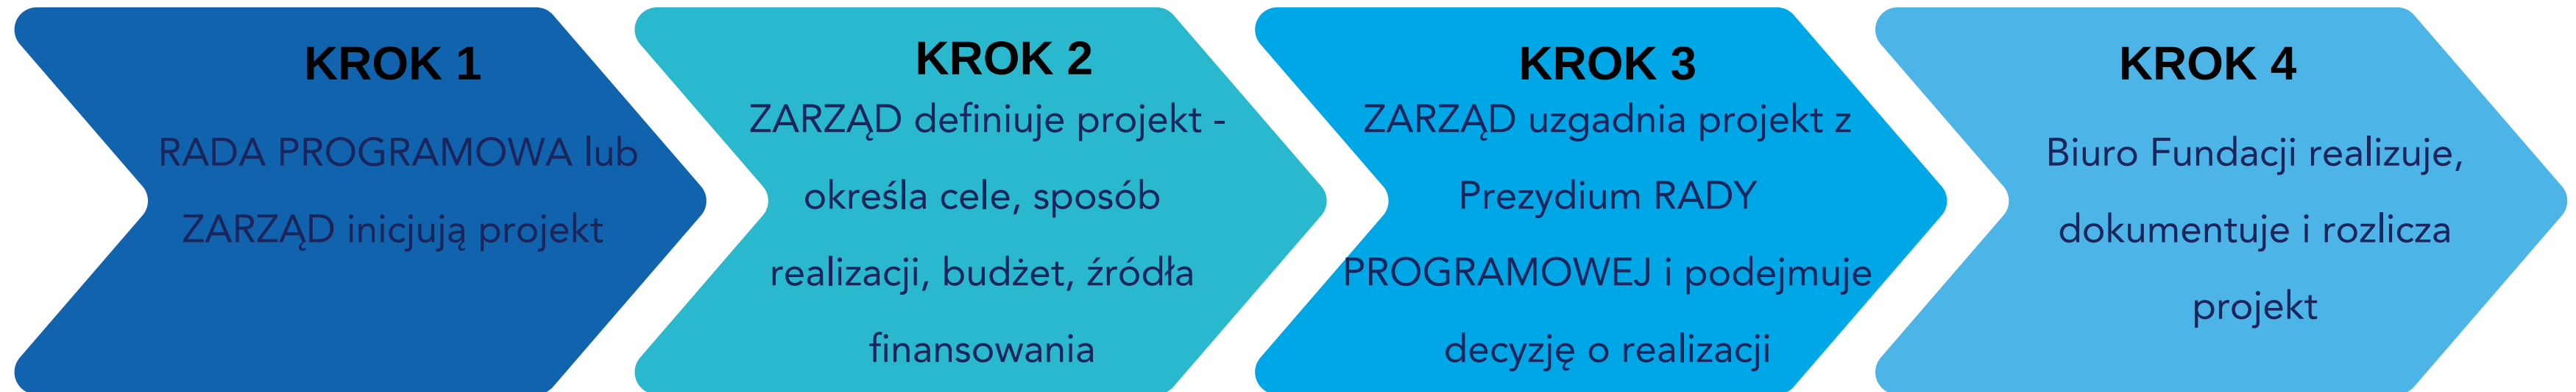 KROK 1
RADA PROGRAMOWA lub
ZARZĄD inicjują projekt
KROK 2
ZARZĄD definiuje projekt -
określa cele, sposób
realizacji, budżet, źródła
finansowania
KROK 3
ZARZĄD uzgadnia projekt z
Prezydium RADY
PROGRAMOWEJ i podejmuje
decyzję o realizacji
KROK 4
Biuro Fundacji realizuje,
dokumentuje i rozlicza
projekt